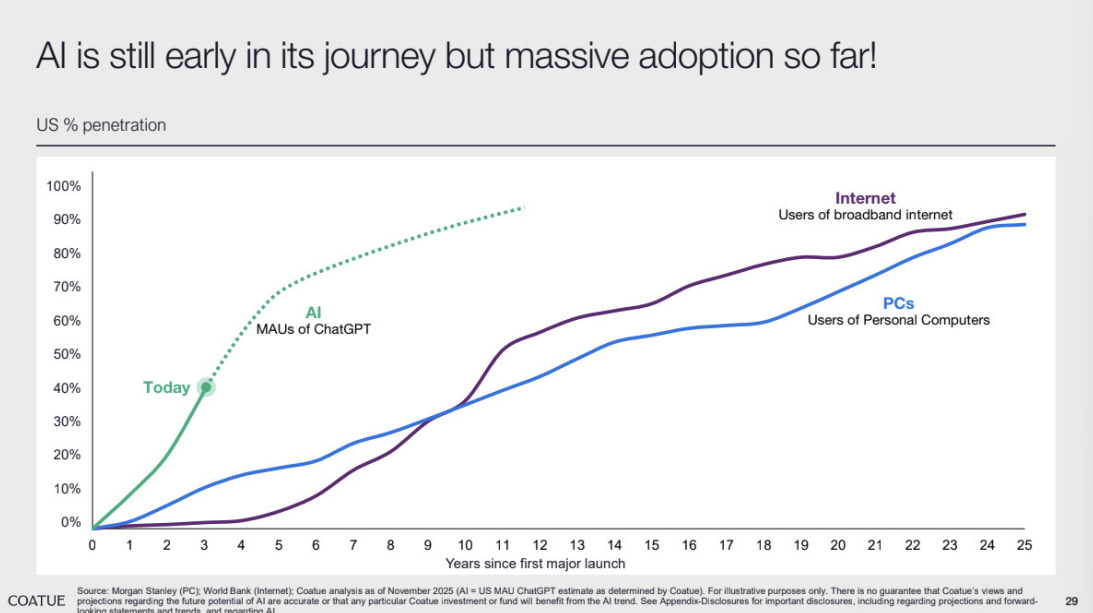 AI is still early in its journey but massive adoption so far!
US % penetration
100%
90%
80%
70%
60%
50%
40%
30%
20%
10%
0%
Internet
Users of broadband internet
AI
MAUs of ChatGPT
PCs
Users of Personal Computers
Today
0 1 2 3 4 5 6 7 8 9 10 11 12 13 14 15 16 17 18 19 20 21 22 23 24 25
Years since first major launch
COATUE
Source: Morgan Stanley (PC); World Bank (Internet); Coatue analysis as of November 2025 (AI = US MAU ChatGPT estimate as determined by Coatue). For illustrative purposes only. There is no guarantee that Coatue's views and
projections regarding the future potential of AI are accurate or that any particular Coatue investment or fund will benefit from the AI trend. See Appendix-Disclosures for important disclosures, including regarding projections and forward-
looking statements and trends, and regarding AI.
29